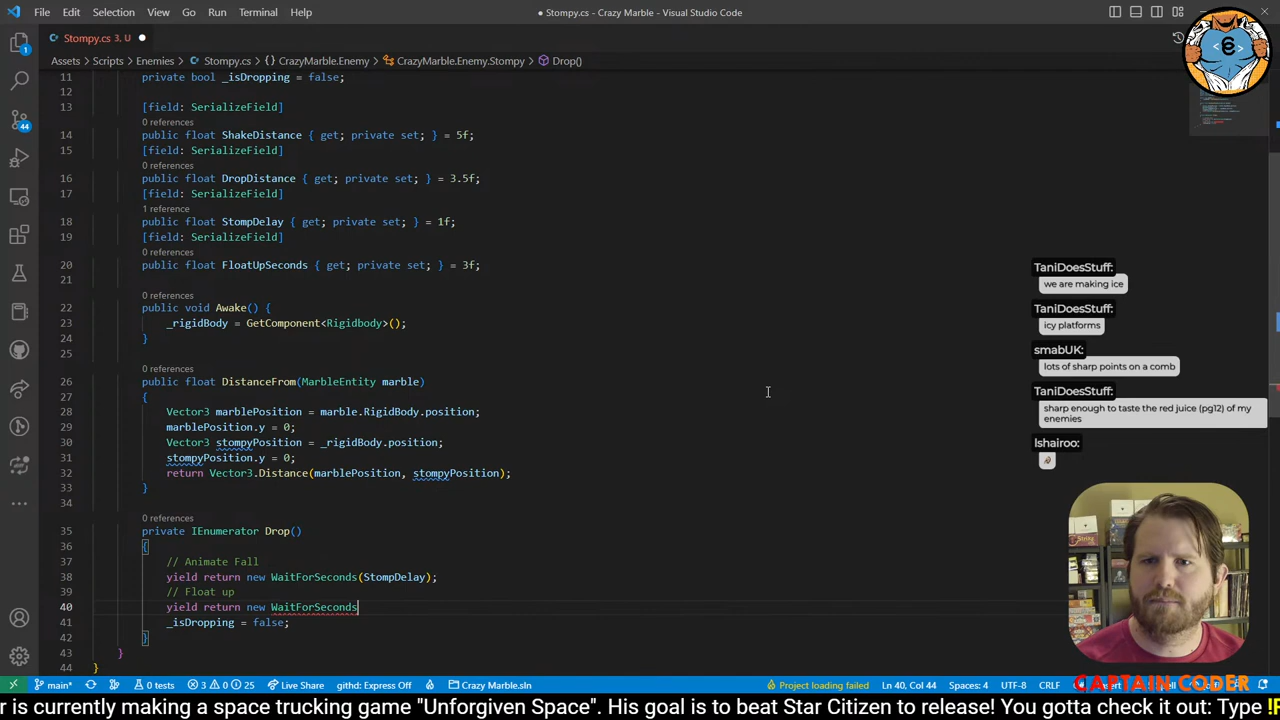 File Edit Selection View Go Run Terminal Help
● Stompy.cs - Crazy Marble - Visual Studio Code
Stompy.cs 3, U
Assets > Scripts > Enemies > Stompy.cs > {} CrazyMarble.Enemy > CrazyMarble.Enemy.Stompy > Drop()
11 private bool _isDropping = false;
12
13 [field: SerializeField]
0 references
14 public float ShakeDistance { get; private set; } = 5f;
15 [field: SerializeField]
0 references
16 public float DropDistance { get; private set; } = 3.5f;
17 [field: SerializeField]
1 reference
18 public float StompDelay { get; private set; } = 1f;
19 [field: SerializeField]
0 references
20 public float FloatUpSeconds { get; private set; } = 3f;
21
0 references
22 public void Awake() {
23 _rigidBody = GetComponent<Rigidbody>();
24 }
25
0 references
26 public float DistanceFrom(MarbleEntity marble)
27 {
28 Vector3 marblePosition = marble.RigidBody.position;
29 marblePosition.y = 0;
30 Vector3 stompyPosition = _rigidBody.position;
31 stompyPosition.y = 0;
32 return Vector3.Distance(marblePosition, stompyPosition);
33 }
34
0 references
35 private IEnumerator Drop()
36 {
37 // Animate Fall
38 yield return new WaitForSeconds(StompDelay);
39 // Float up
40 yield return new WaitForSeconds
41 _isDropping = false;
42 }
43 }
44 }
TaniDoesStuff:
we are making ice
TaniDoesStuff:
icy platforms
smabUK:
lots of sharp points on a comb
TaniDoesStuff:
sharp enough to taste the red juice (pg12) of my
enemies
lshairoo:
CAPTAIN CODER
1
44
main* 0 tests 3 0 25 Live Share githd: Express Off Crazy Marble.sln Project loading failed Ln 40, Col 44 Spaces: 4 UTF-8 CRLF
r is currently making a space trucking game "Unforgiven Space". His goal is to beat Star Citizen to release! You gotta check it out: Type